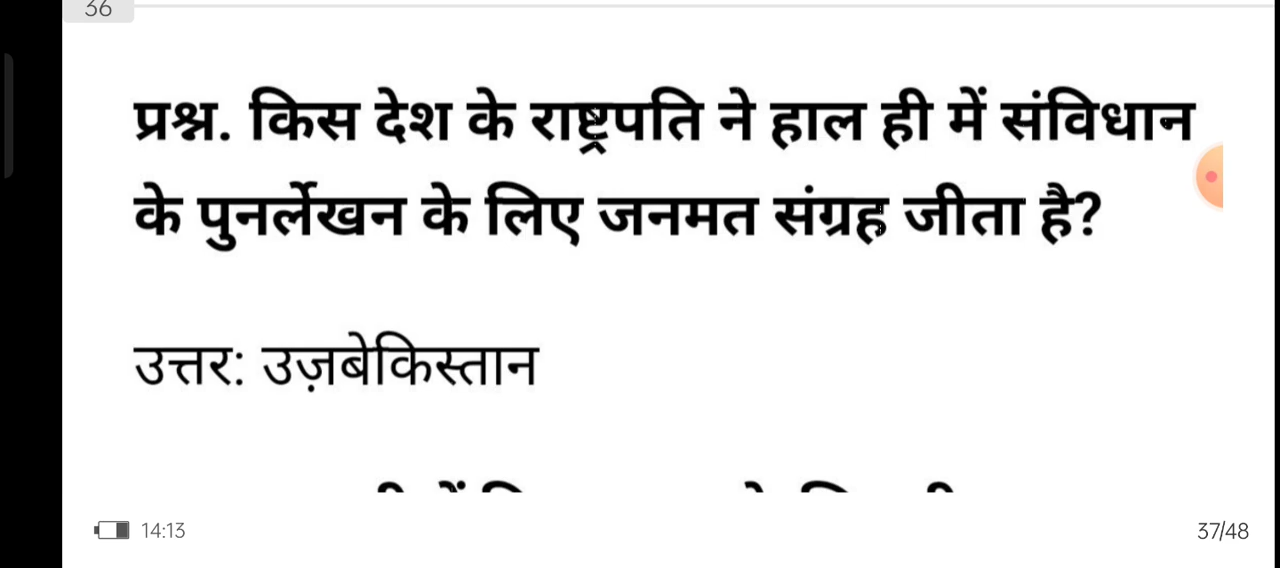 36
प्रश्न. किस देश के राष्ट्रपति ने हाल ही में संविधान
के पुनर्लेखन के लिए जनमत संग्रह जीता है?
उत्तर: उज़बेकिस्तान
14:13
37/48